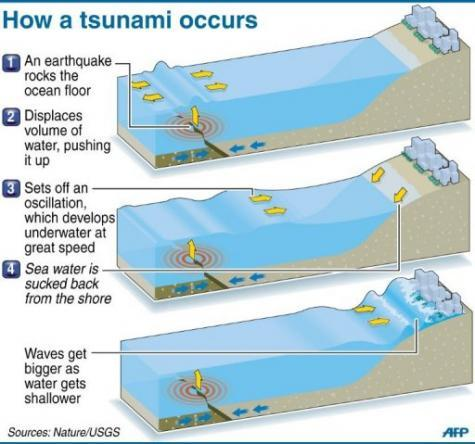 How a tsunami occurs
1 An earthquake
rocks the
ocean floor
2 Displaces
volume of
water, pushing
it up
3 Sets off an
oscillation,
which develops
underwater at
great speed
4 Sea water is
sucked back
from the shore
Waves get
bigger as
water gets
shallower
Sources: Nature/USGS
AFP